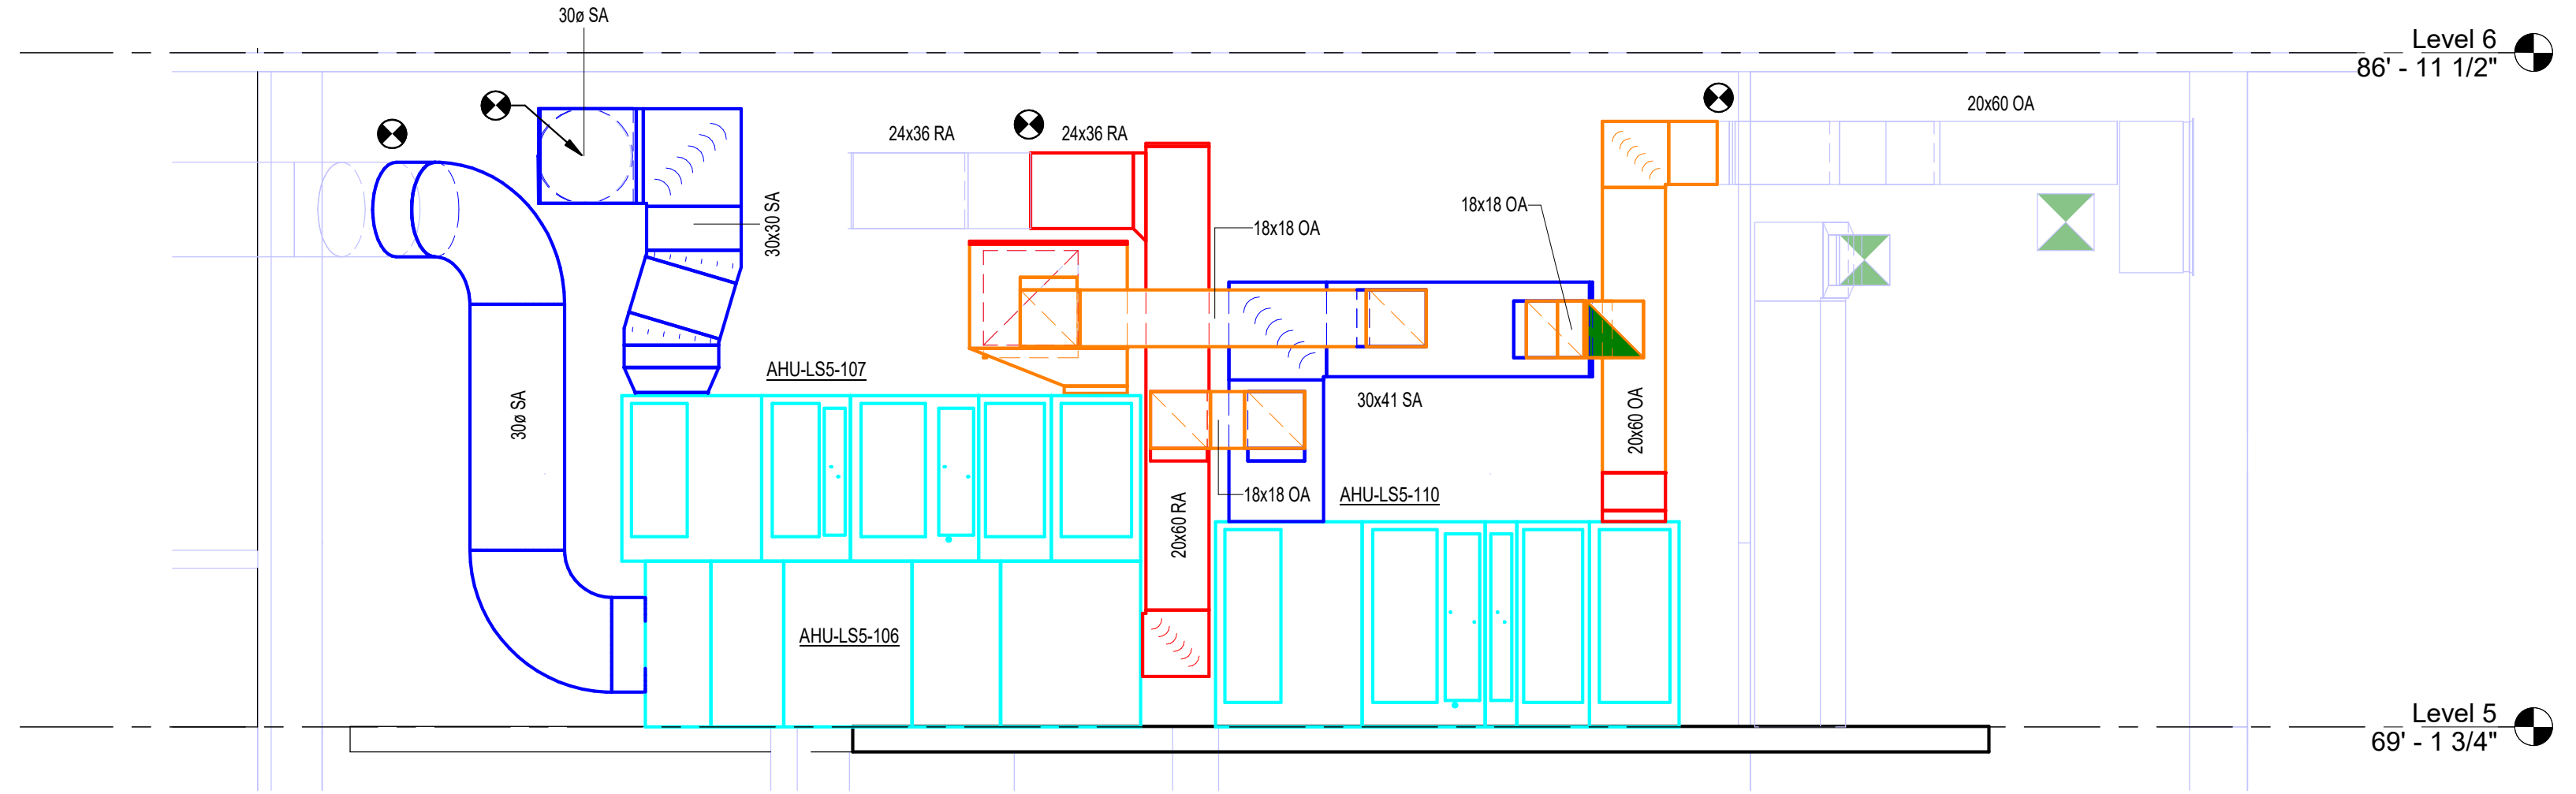 30ø SA
Level 6
86' - 11 1/2"
20x60 OA
24x36 RA
24x36 RA
30x30 SA
18x18 OA
18x18 OA
AHU-LS5-107
30x41 SA
30ø SA
20x60 OA
18x18 OA
AHU-LS5-110
20x60 RA
AHU-LS5-106
Level 5
69' - 1 3/4"